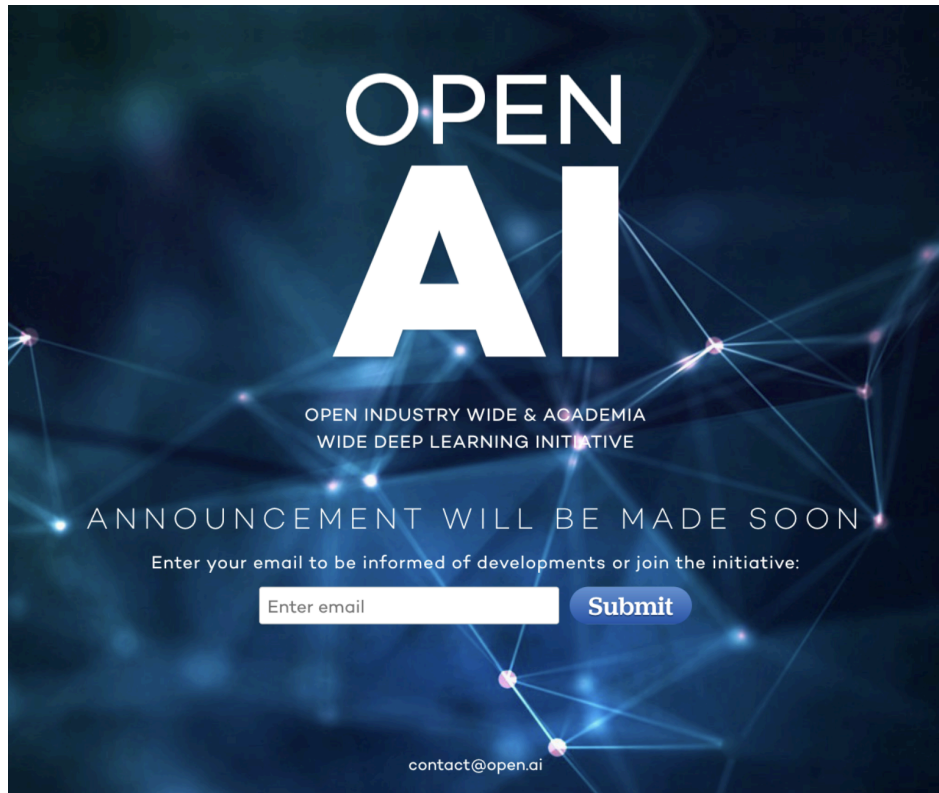 OPEN
AI
OPEN INDUSTRY WIDE & ACADEMIA
WIDE DEEP LEARNING INITIATIVE
ANNOUNCEMENT WILL BE MADE SOON
Enter your email to be informed of developments or join the initiative:
Enter email Submit
contact@open.ai